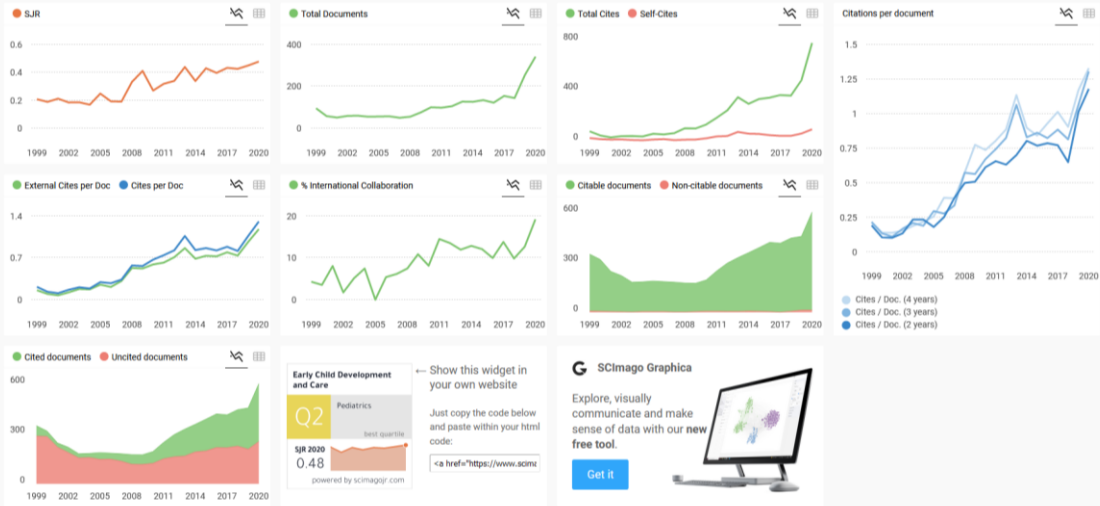 SJR
0.6
0.4
0.2
0
1999 2002 2005 2008 2011 2014 2017 2020
Total Documents
400
200
0
1999 2002 2005 2008 2011 2014 2017 2020
Total Cites Self-Cites
800
400
0
1999 2002 2005 2008 2011 2014 2017 2020
Citations per document
1.5
1.25
1
0.75
0.5
0.25
0
1999 2002 2005 2008 2011 2014 2017 2020
Cites / Doc. (4 years)
Cites / Doc. (3 years)
Cites / Doc. (2 years)
External Cites per Doc Cites per Doc
1.4
0.7
0
1999 2002 2005 2008 2011 2014 2017 2020
% International Collaboration
20
10
0
1999 2002 2005 2008 2011 2014 2017 2020
Citable documents Non-citable documents
600
300
0
1999 2002 2005 2008 2011 2014 2017 2020
Cited documents Uncited documents
600
300
0
1999 2002 2005 2008 2011 2014 2017 2020
Early Child Development
and Care
Q2
Pediatrics
best quartile
SJR 2020
0.48
powered by scimagojr.com
← Show this widget in
your own website
Just copy the code below
and paste within your html
code:
<a href="https://www.scima
G SCImago Graphica
Explore, visually
communicate and make
sense of data with our new
free tool.
Get it